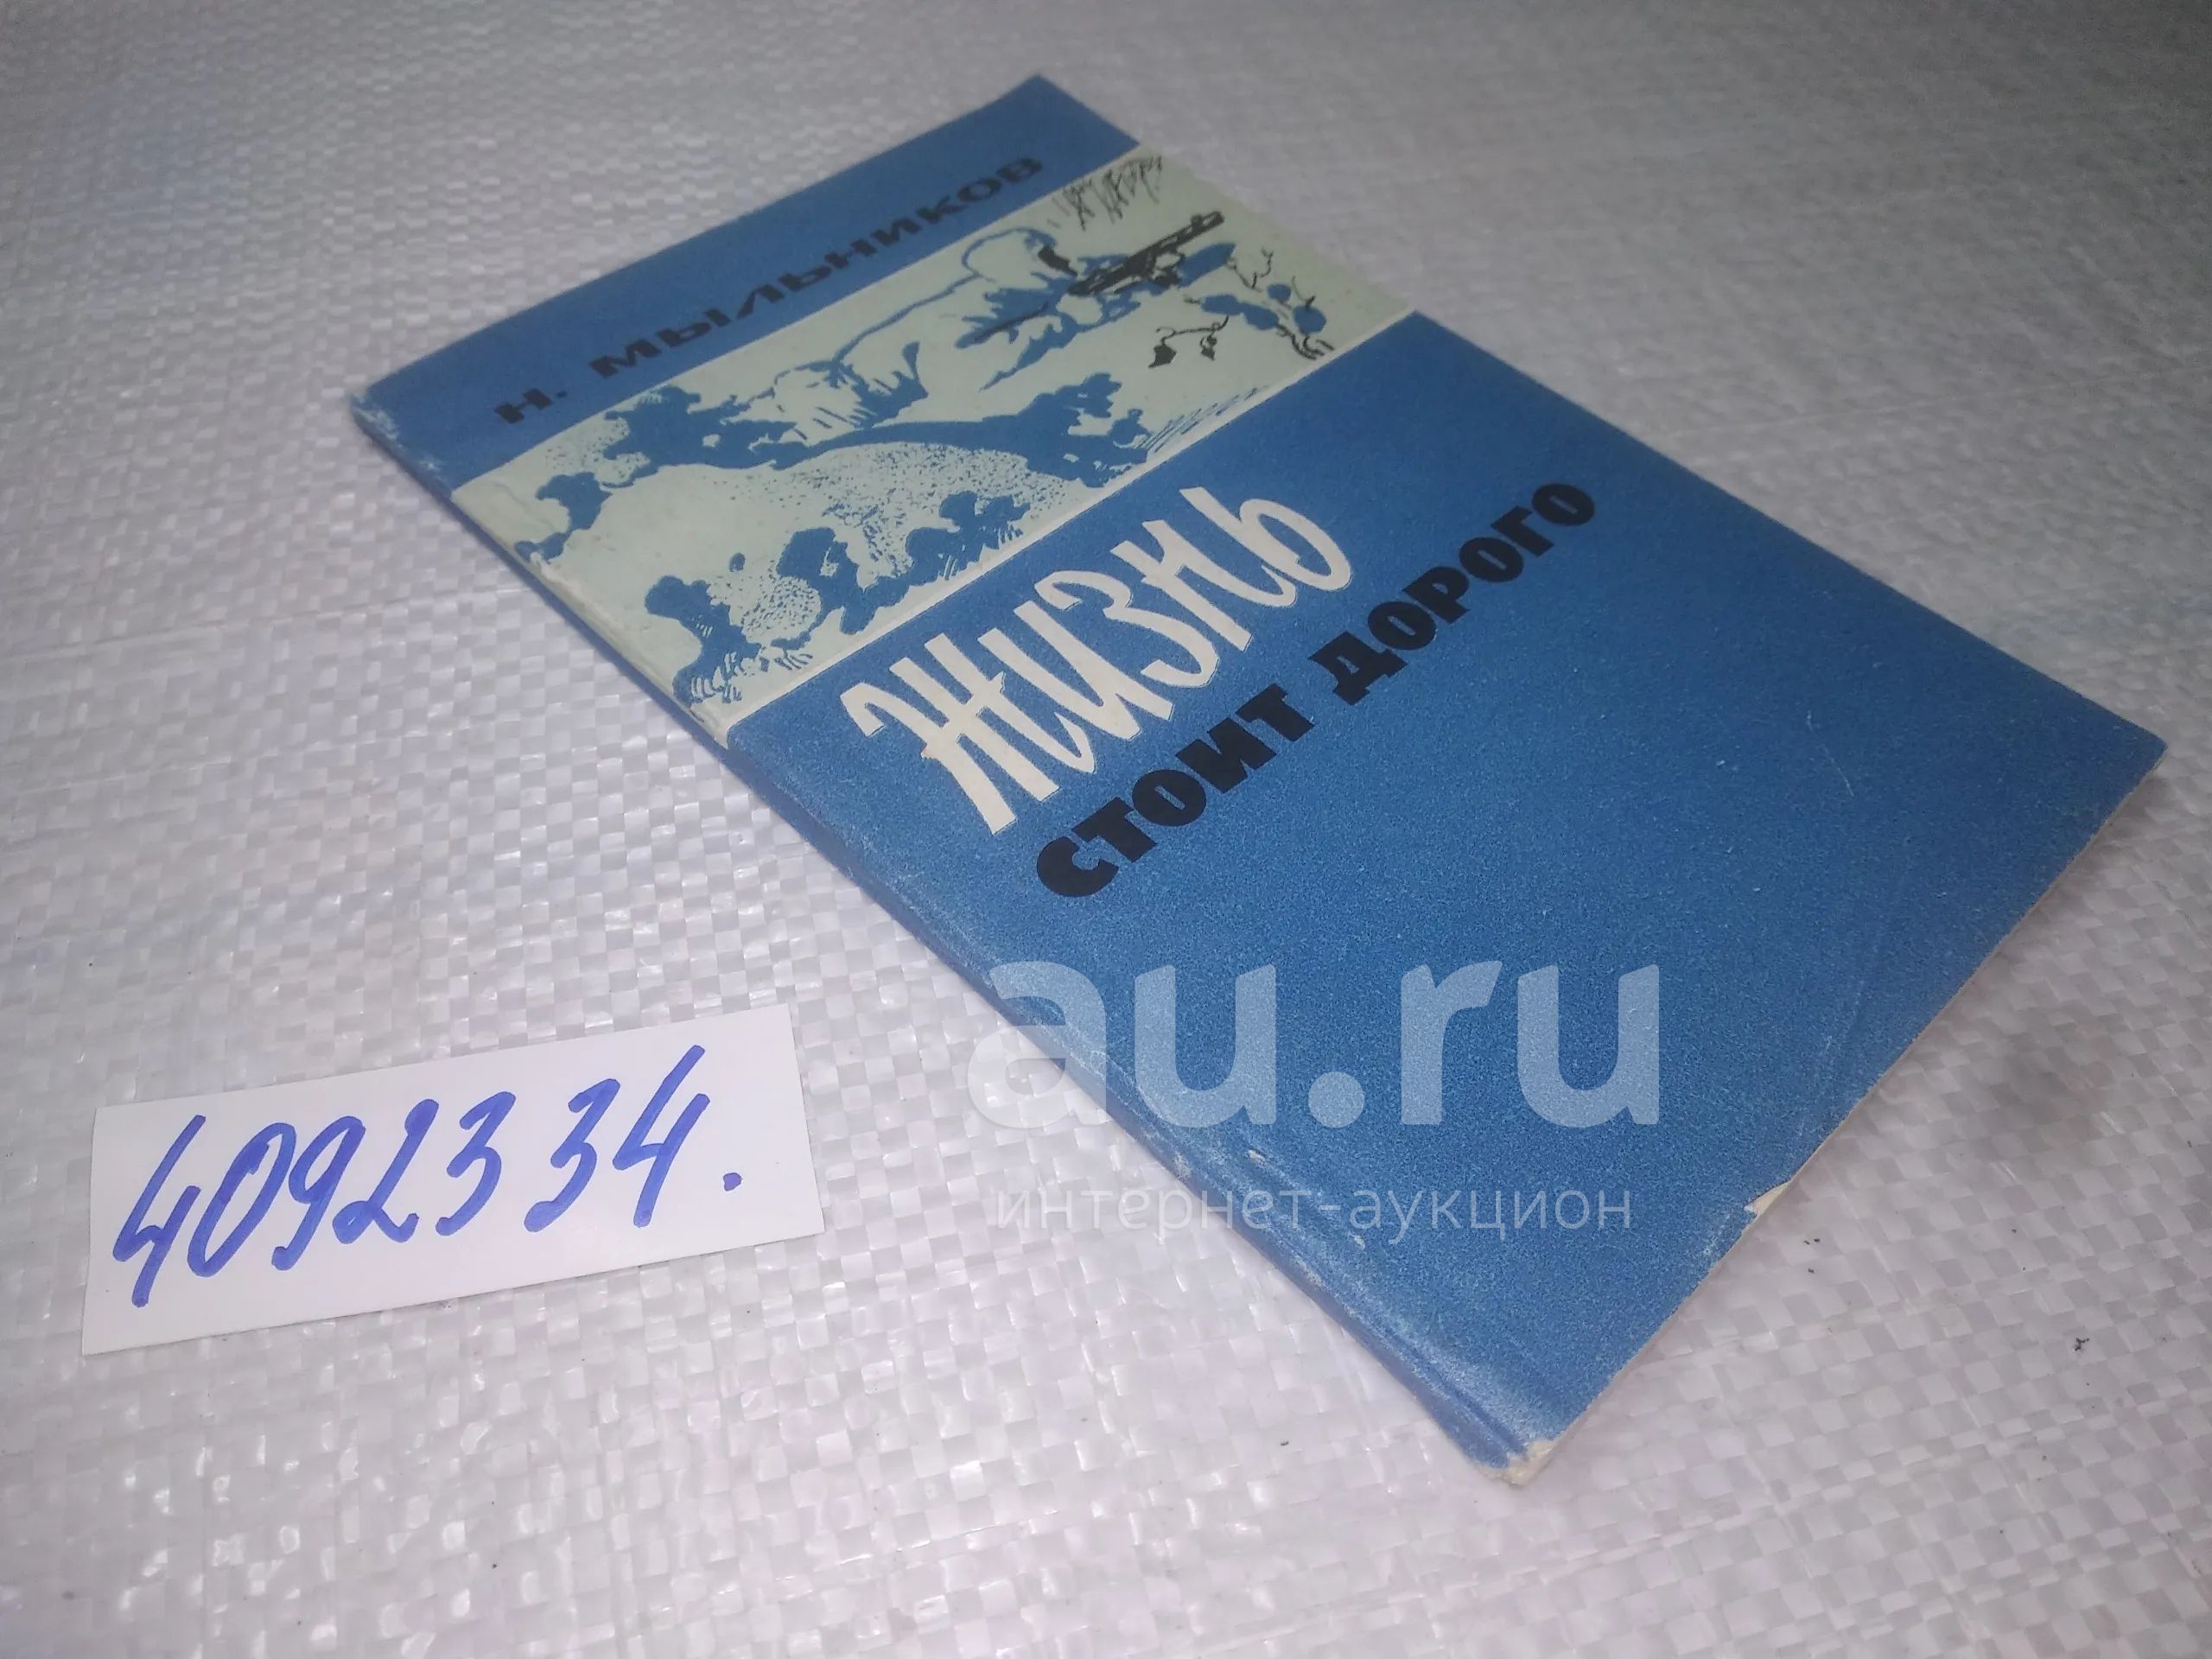 Н. МЫЛЬНИКОВ
ЖИЗНЬ
СТОИТ ДОРОГО
au.ru
интернет-аукцион
4092334.